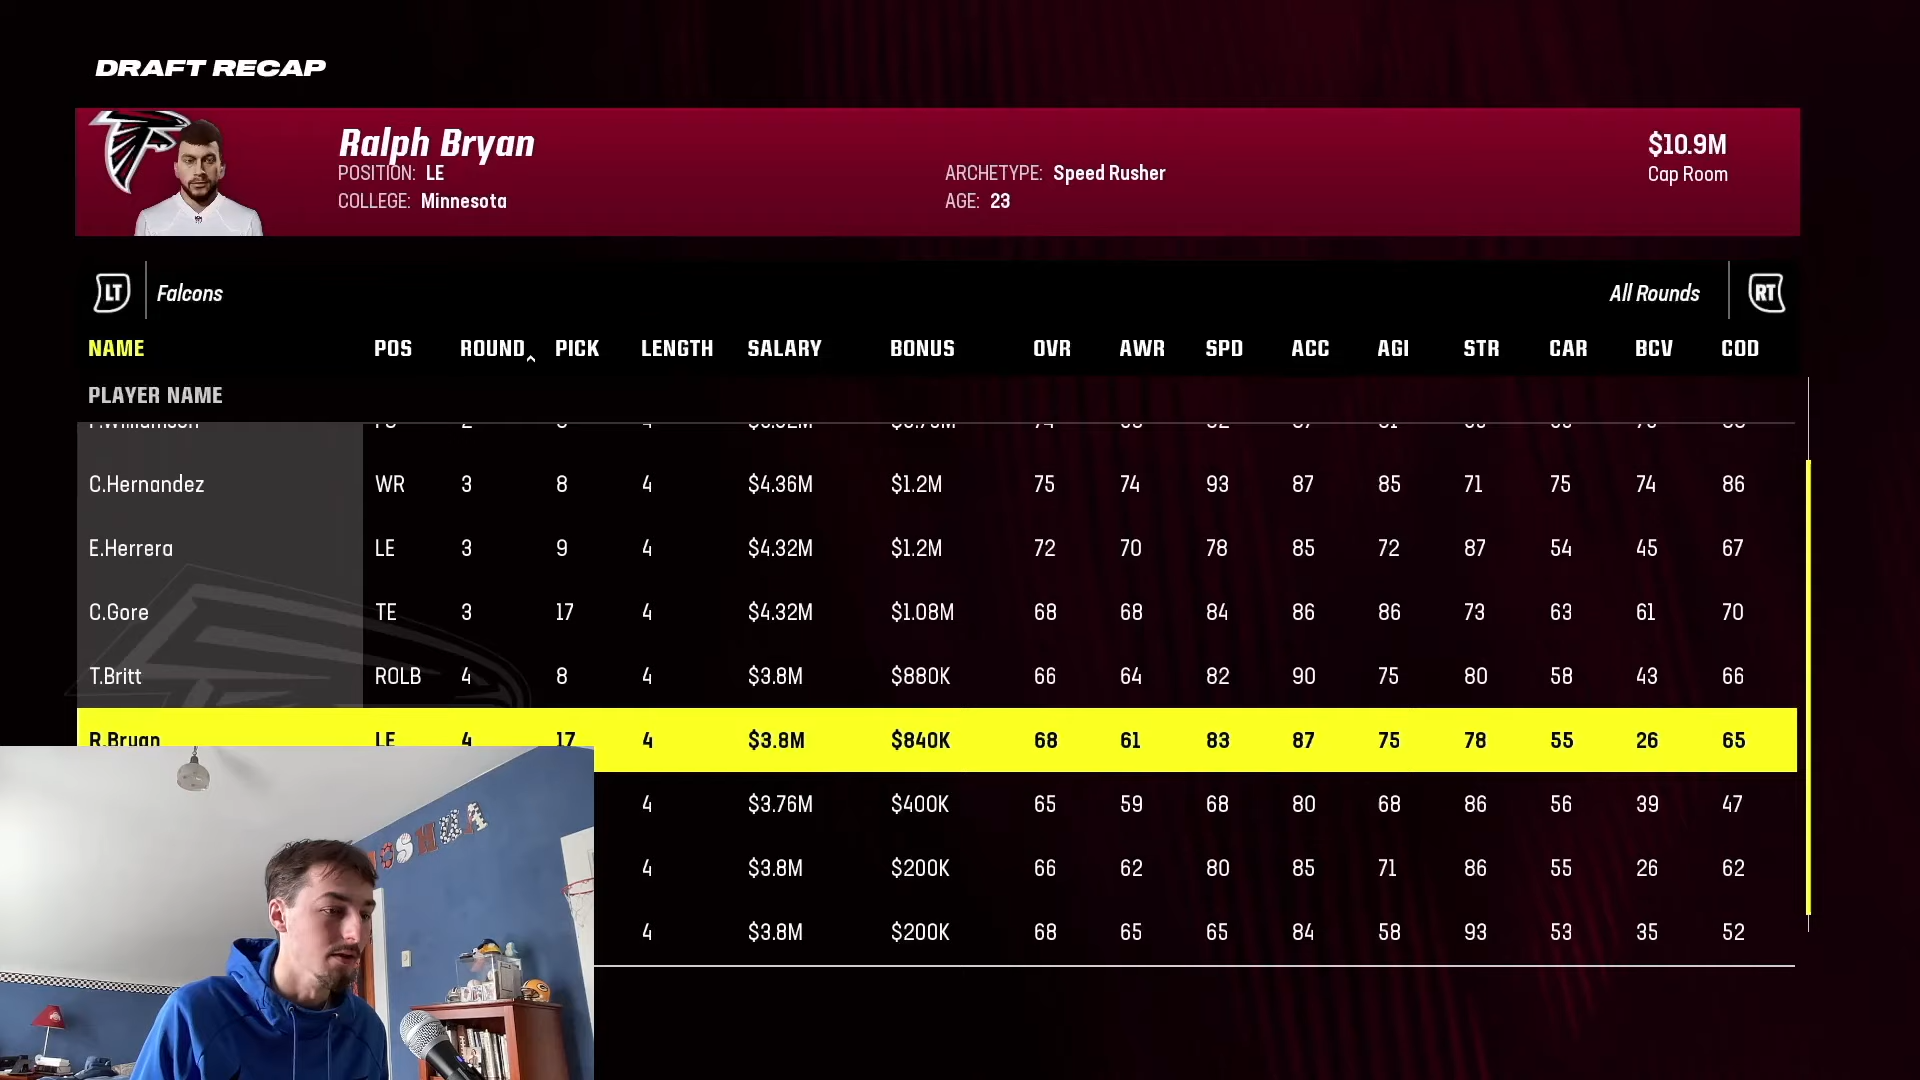 DRAFT RECAP
Ralph Bryan
POSITION: LE
COLLEGE: Minnesota
ARCHETYPE: Speed Rusher
AGE: 23
$10.9M
Cap Room
LT Falcons All Rounds RT
NAME POS ROUND PICK LENGTH SALARY BONUS OVR AWR SPD ACC AGI STR CAR BCV COD
PLAYER NAME
C.Hernandez WR 3 8 4 $4.36M $1.2M 75 74 93 87 85 71 75 74 86
E.Herrera LE 3 9 4 $4.32M $1.2M 72 70 78 85 72 87 54 45 67
C.Gore TE 3 17 4 $4.32M $1.08M 68 68 84 86 86 73 63 61 70
T.Britt ROLB 4 8 4 $3.8M $880K 66 64 82 90 75 80 58 43 66
R.Bryan LE 4 17 4 $3.8M $840K 68 61 83 87 75 78 55 26 65
4 $3.76M $400K 65 59 68 80 68 86 56 39 47
4 $3.8M $200K 66 62 80 85 71 86 55 26 62
4 $3.8M $200K 68 65 65 84 58 93 53 35 52